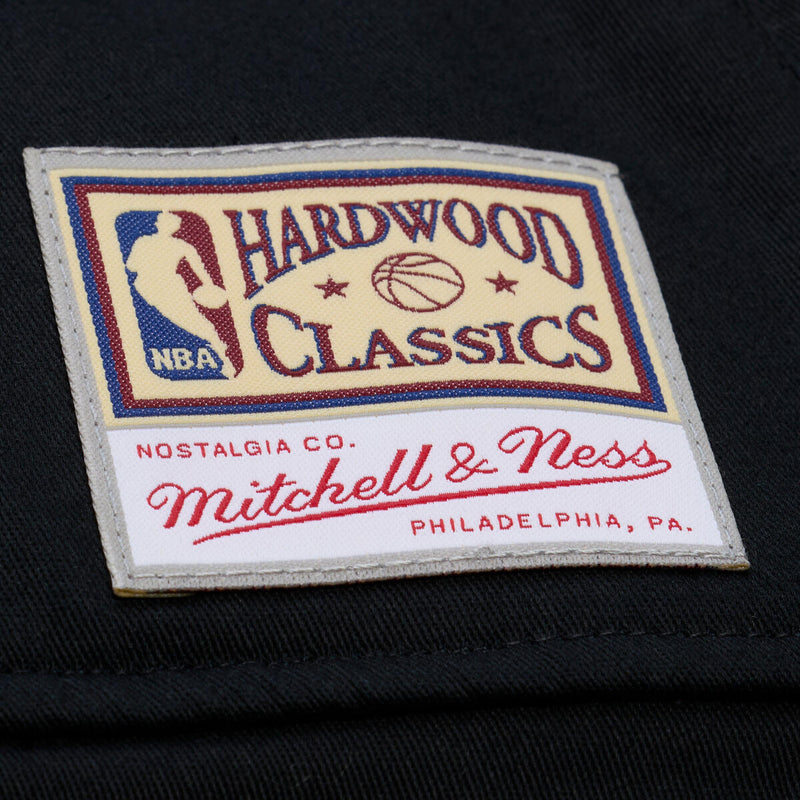 HARDWOOD
CLASSICS
NBA
NOSTALGIA CO.
Mitchell & Ness
PHILADELPHIA, PA.